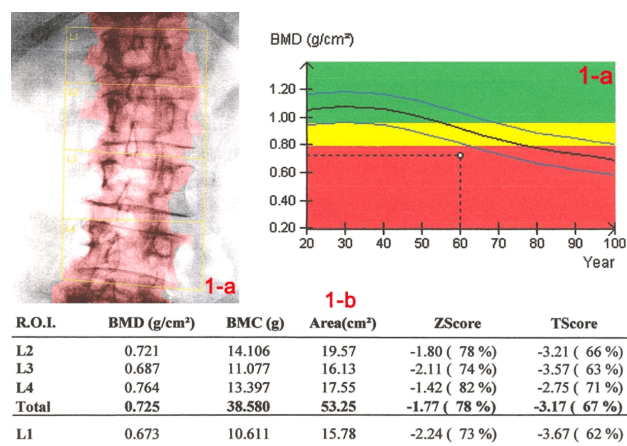 BMD (g/cm²)
L1
L2
L3
L4
1-a
1-a
1.20
1.00
0.80
0.60
0.40
0.20
20 30 40 50 60 70 80 90 100
Year
1-b
R.O.I. BMD (g/cm²) BMC (g) Area(cm²) ZScore TScore
L2 0.721 14.106 19.57 -1.80 ( 78 %) -3.21 ( 66 %)
L3 0.687 11.077 16.13 -2.11 ( 74 %) -3.57 ( 63 %)
L4 0.764 13.397 17.55 -1.42 ( 82 %) -2.75 ( 71 %)
Total 0.725 38.580 53.25 -1.77 ( 78 %) -3.17 ( 67 %)
L1 0.673 10.611 15.78 -2.24 ( 73 %) -3.67 ( 62 %)